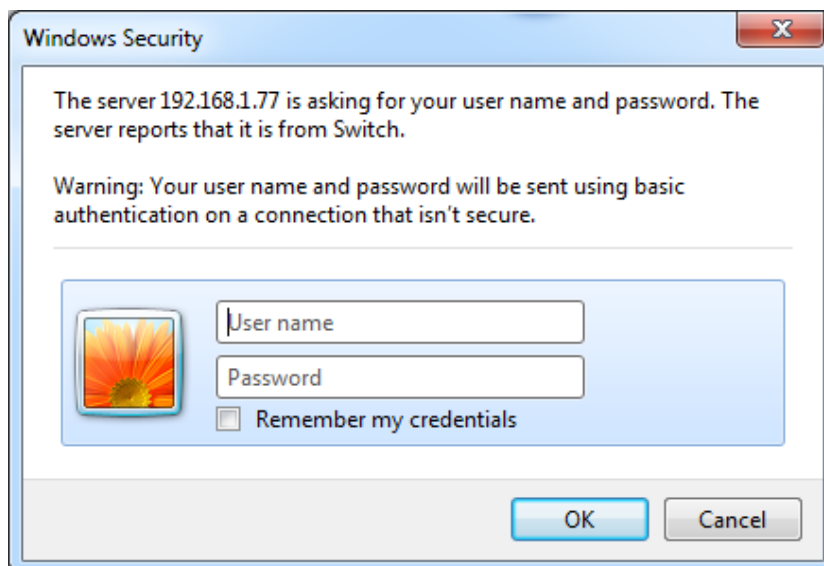 Windows Security
The server 192.168.1.77 is asking for your user name and password. The
server reports that it is from Switch.
Warning: Your user name and password will be sent using basic
authentication on a connection that isn't secure.
User name
Password
Remember my credentials
OK
Cancel